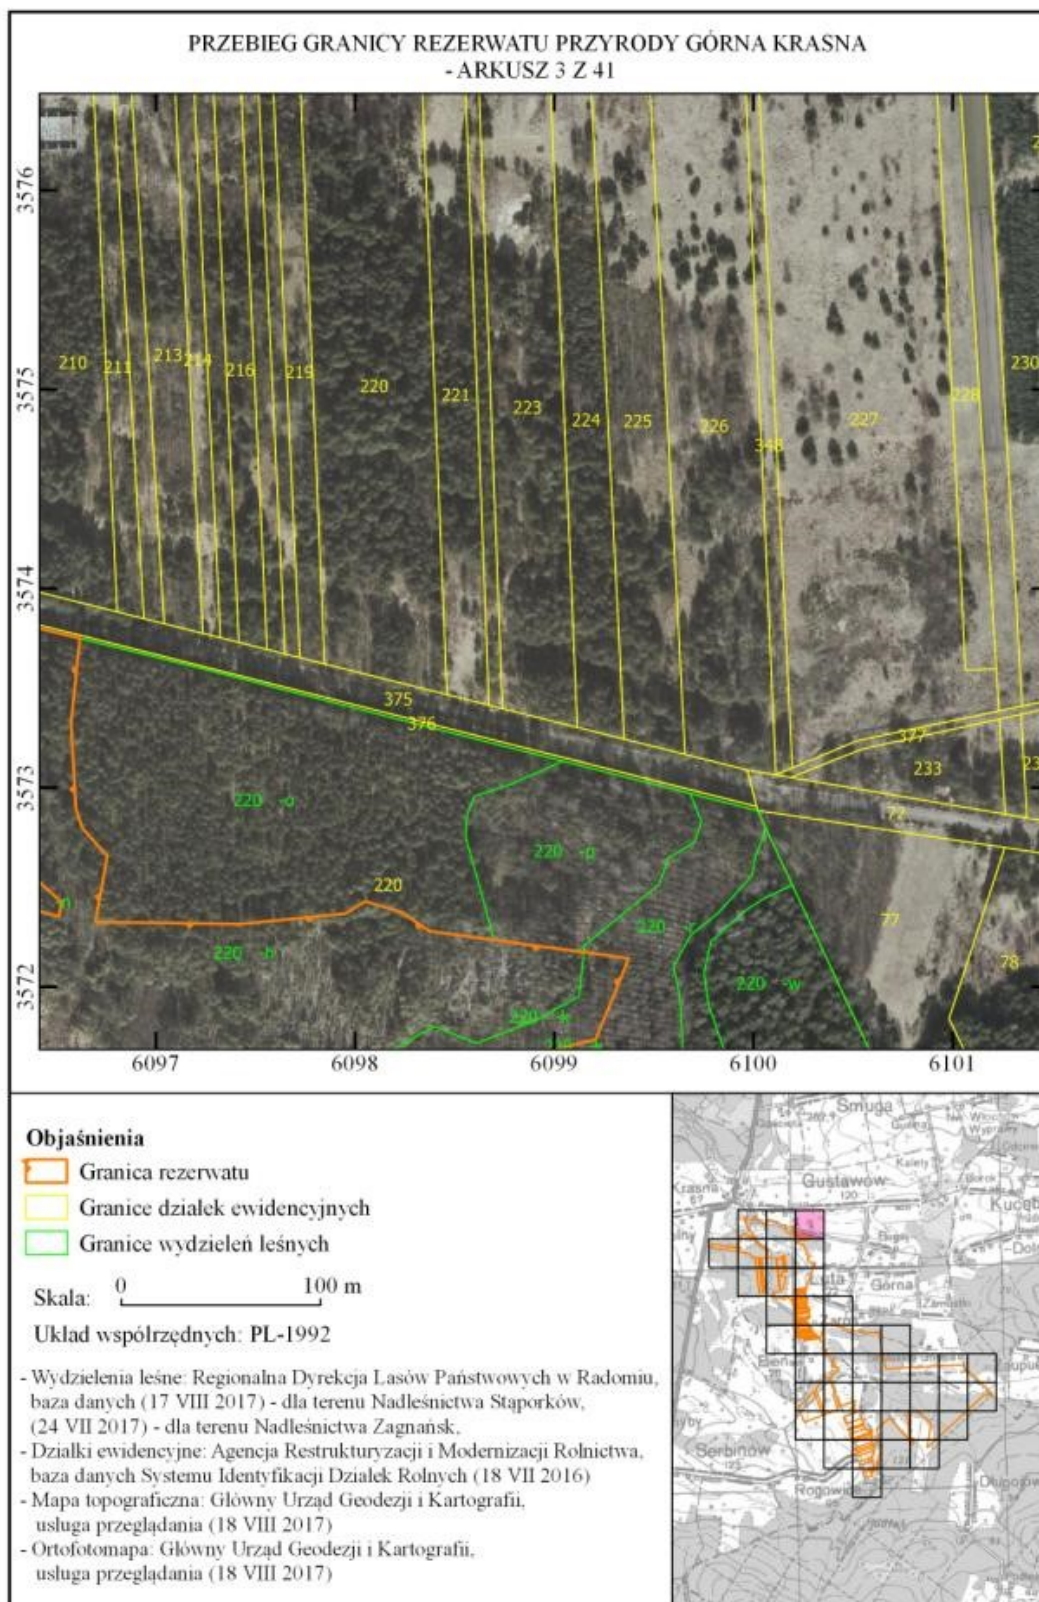 PRZEBIEG GRANICY REZERWATU PRZYRODY GÓRNA KRASNA
- ARKUSZ 3 Z 41
3576
3575
3574
3573
3572
210
211
213
214
216
219
220
221
223
224
225
226
348
227
228
230
375
376
377
233
72
77
78
220 -o
220 -p
220
220 -h
220 -w
6097
6098
6099
6100
6101
Objaśnienia
Granica rezerwatu
Granice działek ewidencyjnych
Granice wydzieleń leśnych
Skala: 0 100 m
Układ współrzędnych: PL-1992
- Wydzielenia leśne: Regionalna Dyrekcja Lasów Państwowych w Radomiu,
baza danych (17 VIII 2017) - dla terenu Nadleśnictwa Stąporków,
(24 VII 2017) - dla terenu Nadleśnictwa Zagnańsk,
- Działki ewidencyjne: Agencja Restrukturyzacji i Modernizacji Rolnictwa,
baza danych Systemu Identyfikacji Działek Rolnych (18 VII 2016)
- Mapa topograficzna: Główny Urząd Geodezji i Kartografii,
usługa przeglądania (18 VIII 2017)
- Ortofotomapa: Główny Urząd Geodezji i Kartografii,
usługa przeglądania (18 VIII 2017)
Smuga
Krasna
Gustawów
120
Kalety
Borok
Luta
Górna
Serbinów
Rogowice